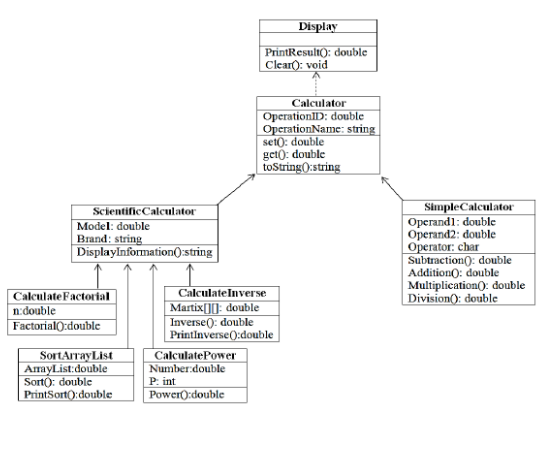 Display
PrintResult(): double
Clear(): void
Calculator
OperationID: double
OperationName: string
set(): double
get(): double
toString():string
ScientificCalculator
Model: double
Brand: string
DisplayInformation():string
SimpleCalculator
Operand1: double
Operand2: double
Operator: char
Subtraction(): double
Addition(): double
Multiplication(): double
Division(): double
CalculateFactorial
n:double
Factorial():double
CalculateInverse
Martix[][]: double
Inverse(): double
PrintInverse():double
SortArrayList
ArrayList:double
Sort(): double
PrintSort():double
CalculatePower
Number:double
P: int
Power():double